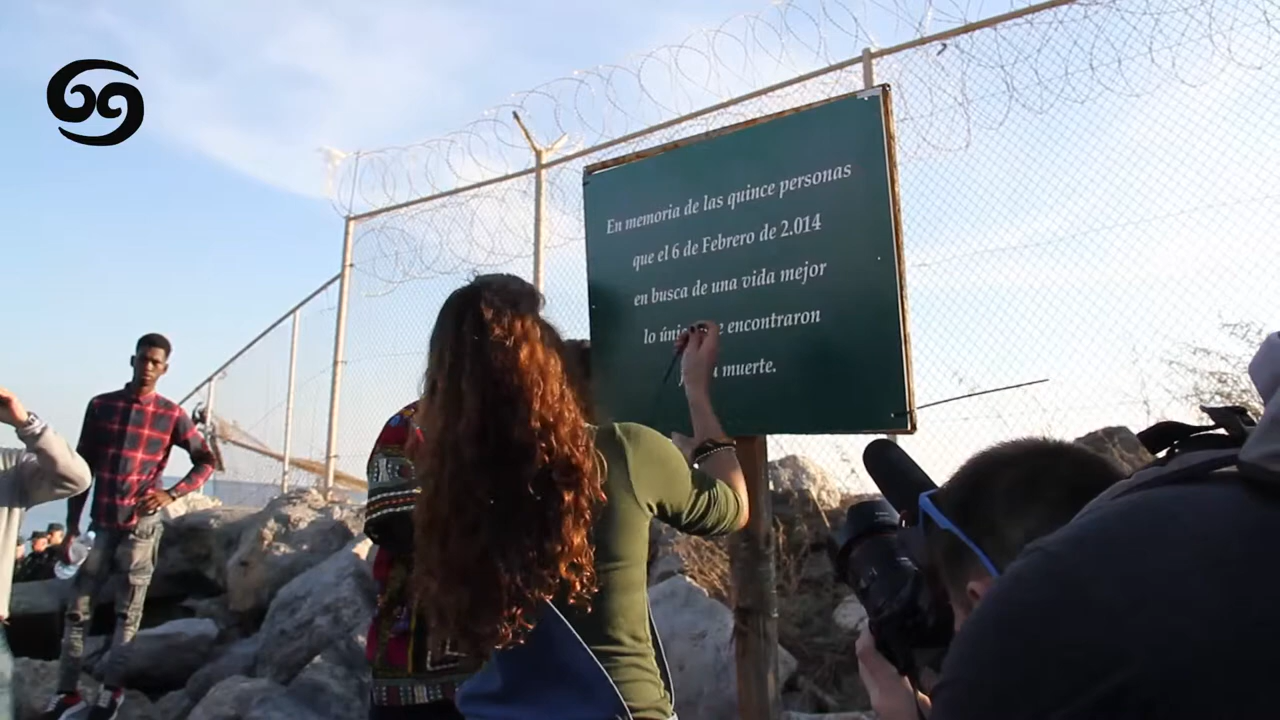 En memoria de las quince personas
que el 6 de Febrero de 2.014
en busca de una vida mejor
lo encontraron
muerte.